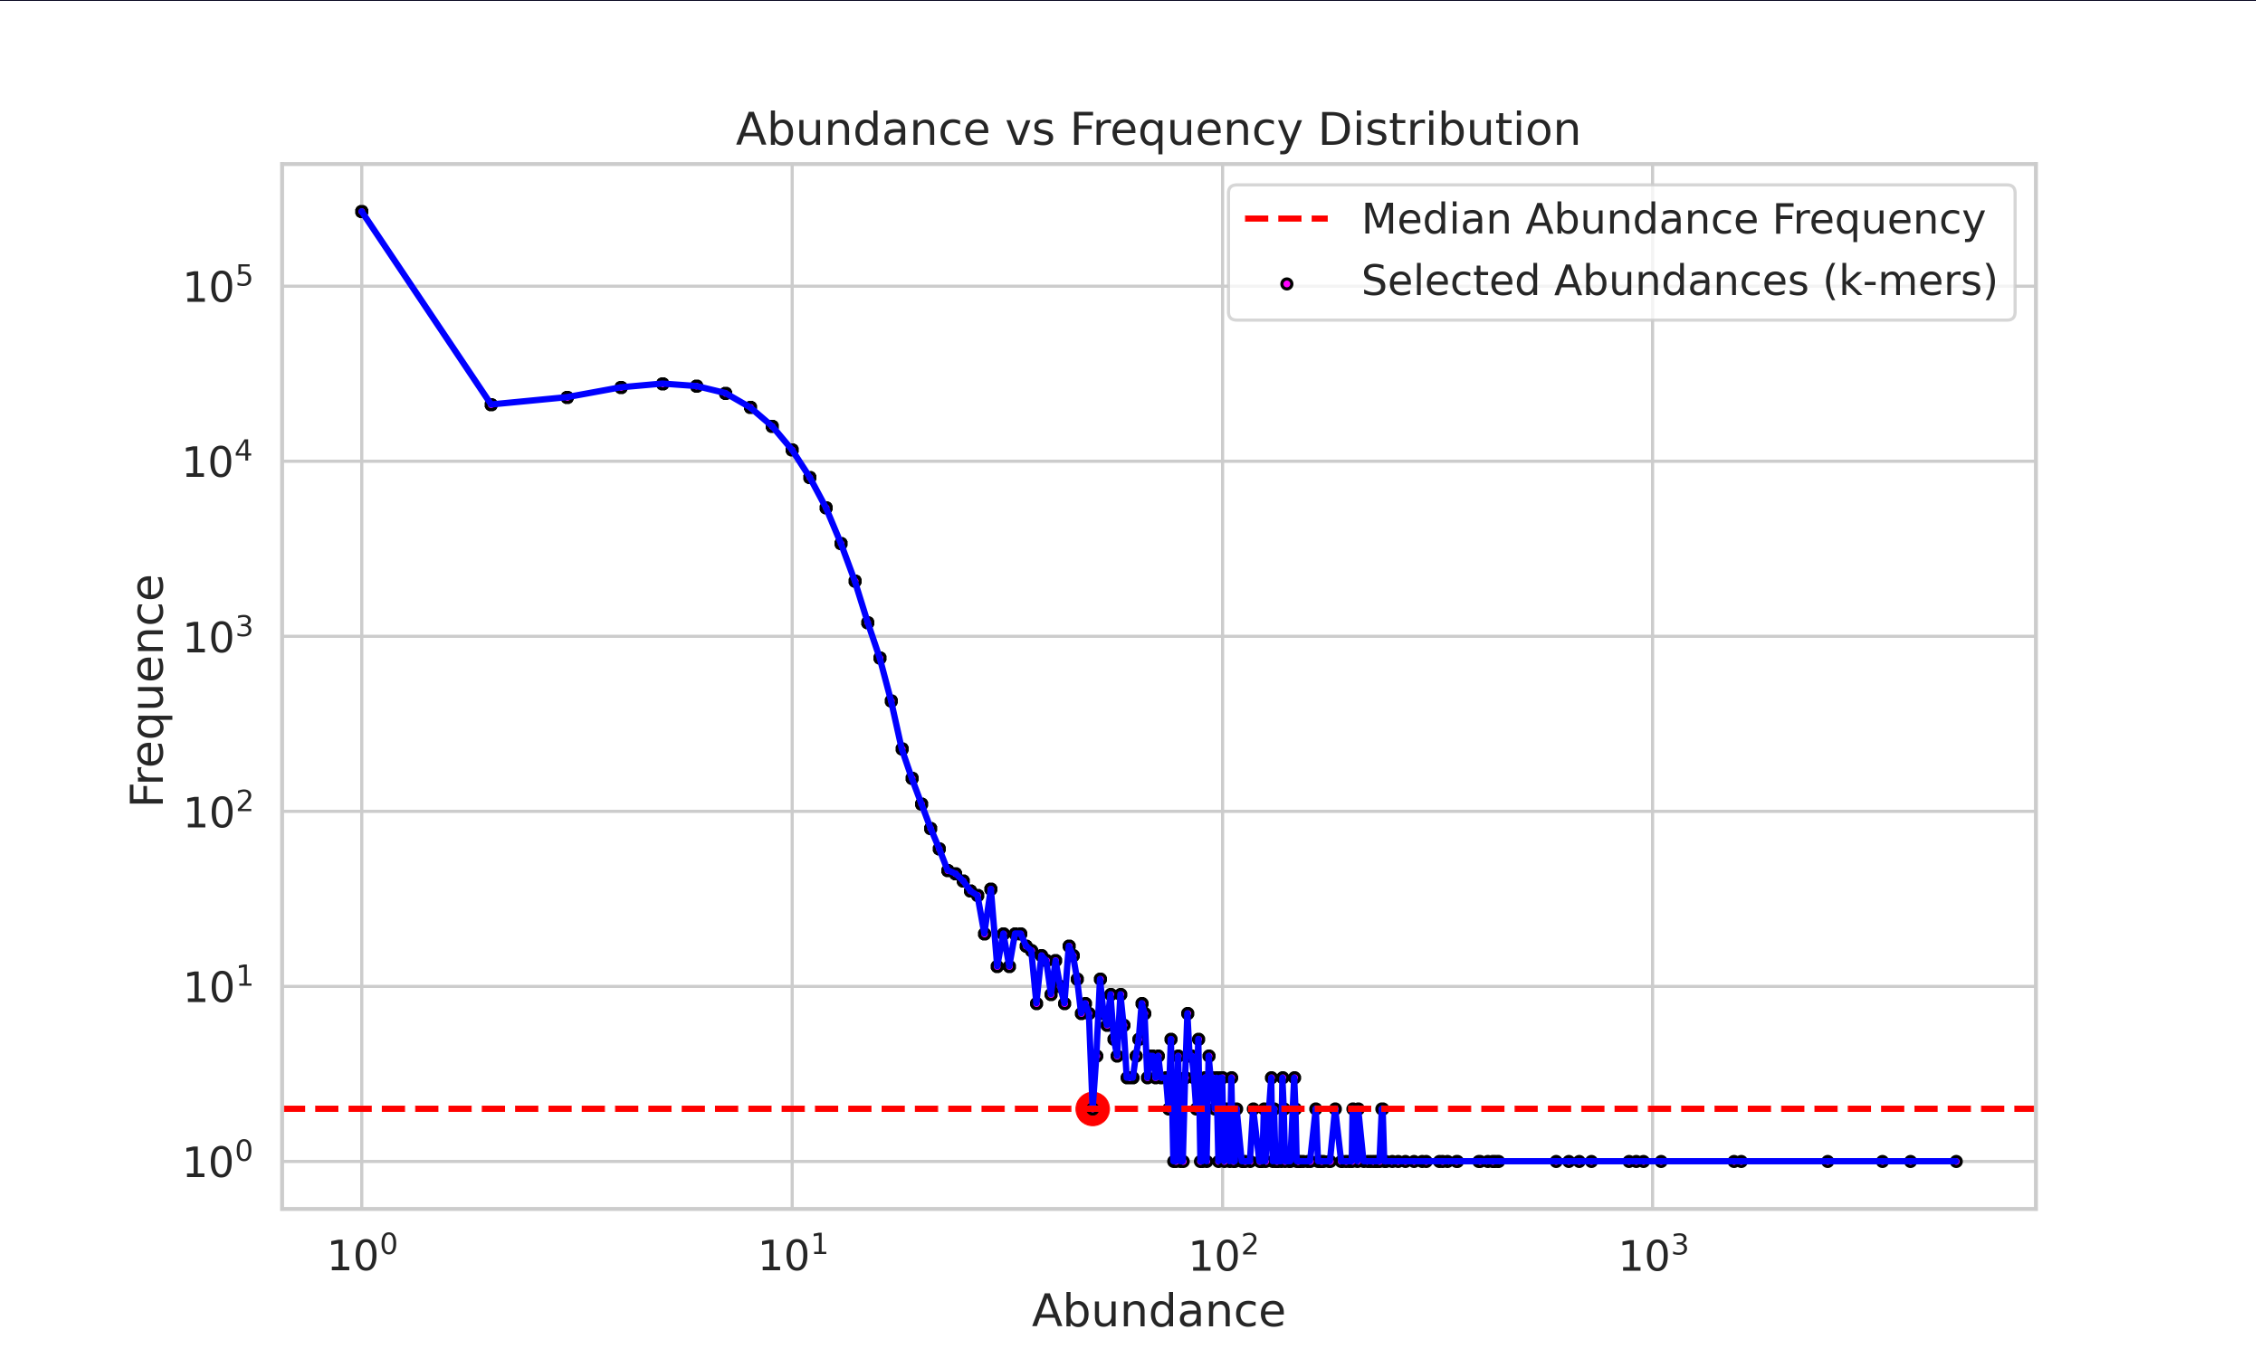 Abundance vs Frequency Distribution
Median Abundance Frequency
Selected Abundances (k-mers)
Frequence
10⁵
10⁴
10³
10²
10¹
10⁰
10⁰ 10¹ 10² 10³
Abundance